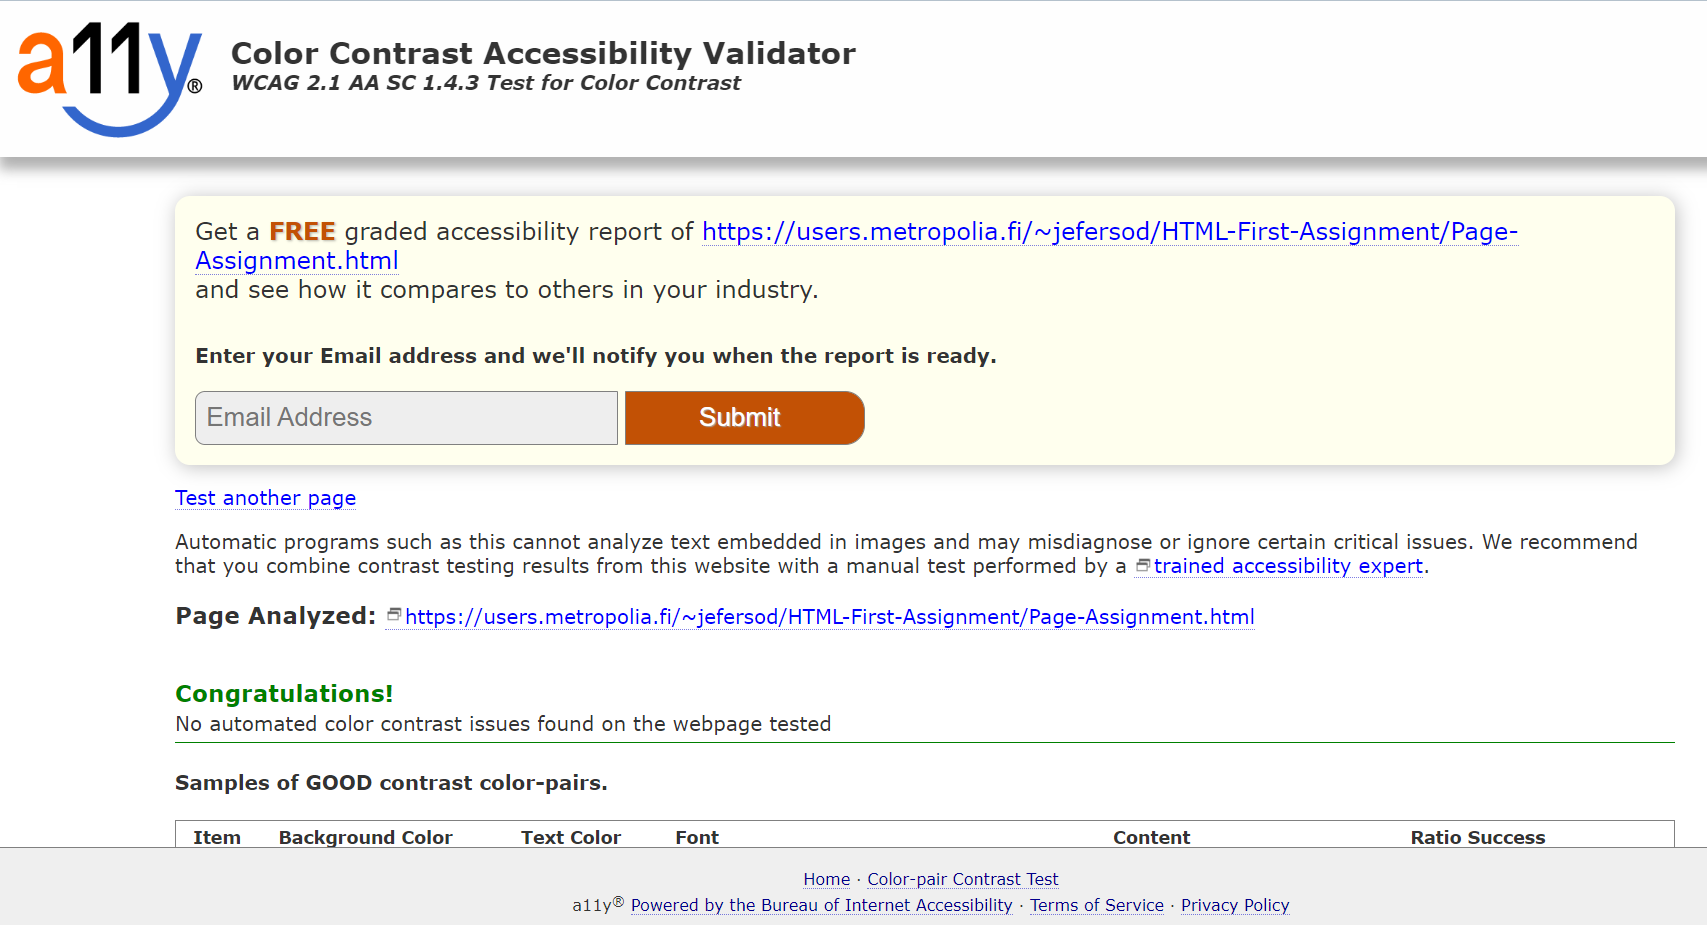 a11y®
Color Contrast Accessibility Validator
WCAG 2.1 AA SC 1.4.3 Test for Color Contrast
Get a FREE graded accessibility report of https://users.metropolia.fi/~jefersod/HTML-First-Assignment/Page-
Assignment.html
and see how it compares to others in your industry.
Enter your Email address and we'll notify you when the report is ready.
Email Address Submit
Test another page
Automatic programs such as this cannot analyze text embedded in images and may misdiagnose or ignore certain critical issues. We recommend
that you combine contrast testing results from this website with a manual test performed by a trained accessibility expert.
Page Analyzed: https://users.metropolia.fi/~jefersod/HTML-First-Assignment/Page-Assignment.html
Congratulations!
No automated color contrast issues found on the webpage tested
Samples of GOOD contrast color-pairs.
Item Background Color Text Color Font Content Ratio Success
Home · Color-pair Contrast Test
a11y® Powered by the Bureau of Internet Accessibility · Terms of Service · Privacy Policy